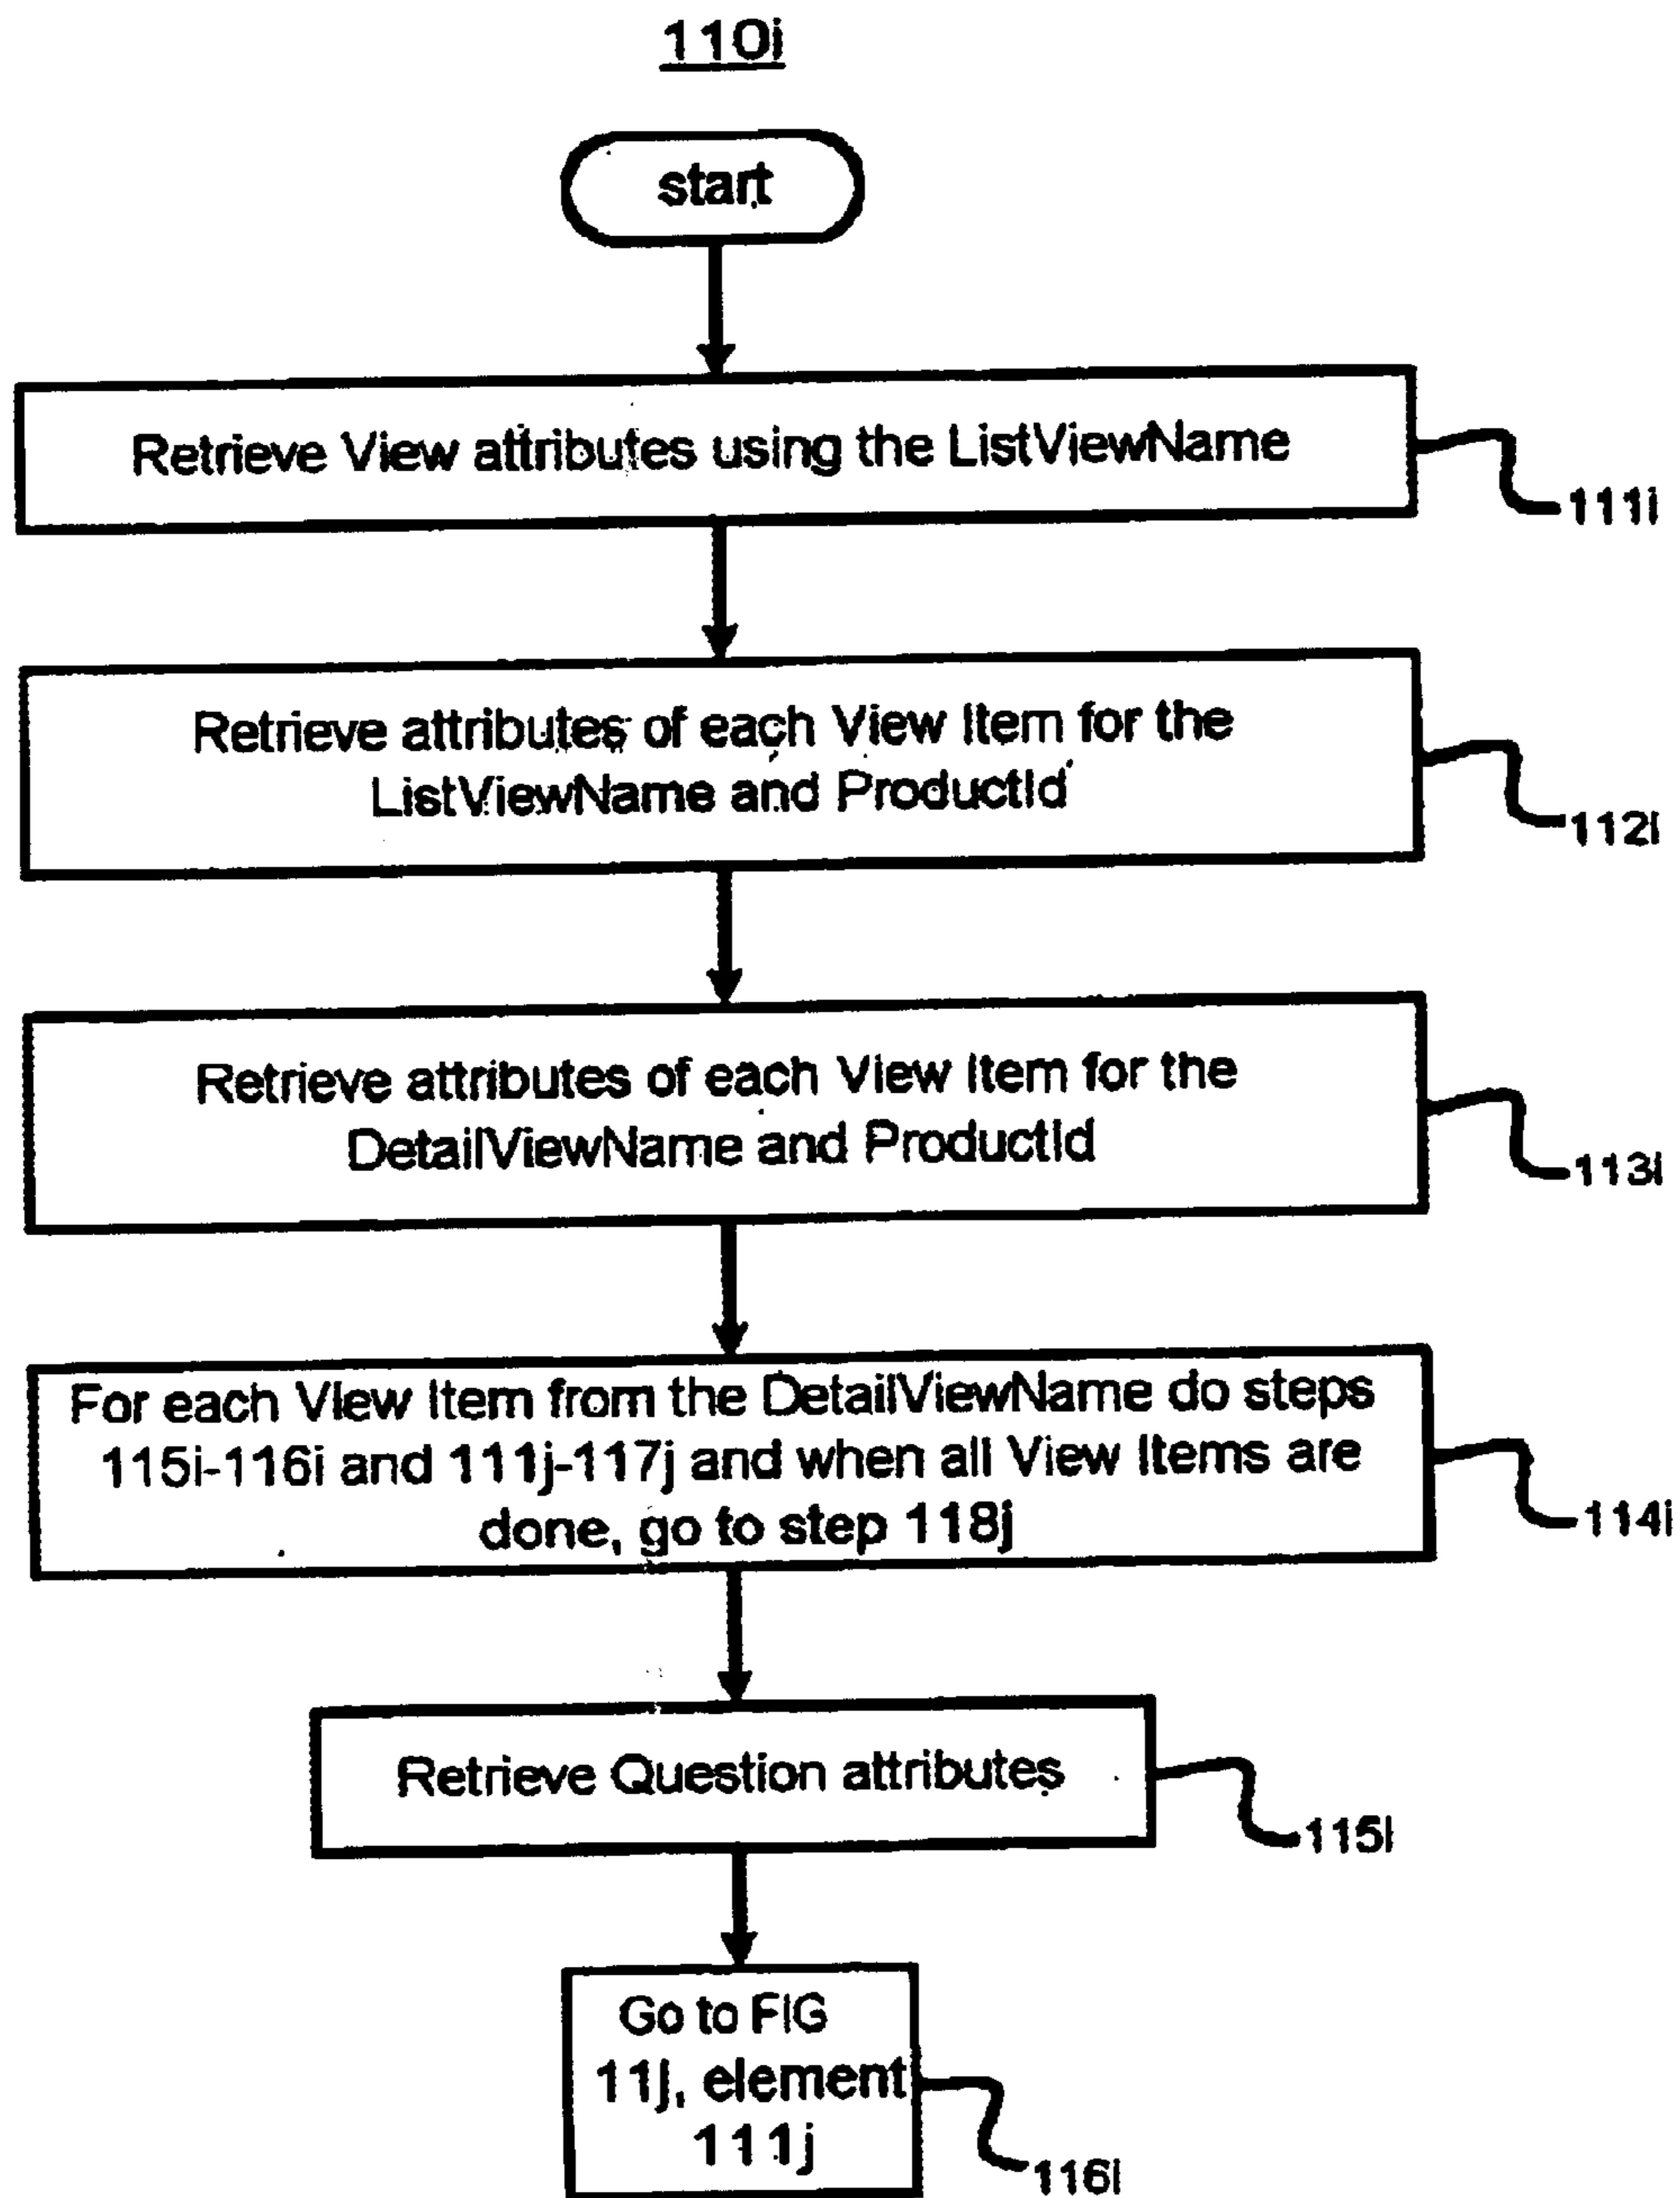 110i
start
Retrieve View attributes using the ListViewName
111i
Retrieve attributes of each View Item for the
ListViewName and ProductId
112i
Retrieve attributes of each View Item for the
DetailViewName and ProductId
113i
For each View Item from the DetailViewName do steps
115i-116i and 111j-117j and when all View Items are
done, go to step 118j
114i
Retrieve Question attributes
115i
Go to FIG
11j, element
111j
116i